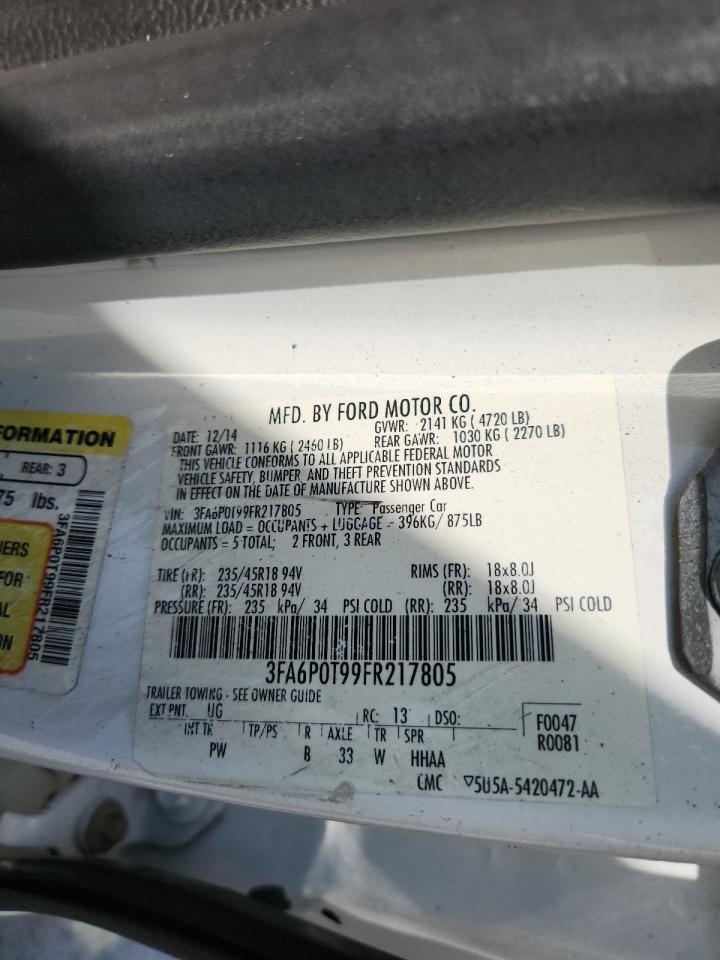 FORMATION
REAR: 3
75 lbs.
IERS
FOR
AL
ON
3FA6P0T99FR217805
MFD. BY FORD MOTOR CO.
DATE: 12/14 GVWR: 2141 KG ( 4720 LB)
FRONT GAWR: 1116 KG ( 2460 LB) REAR GAWR: 1030 KG ( 2270 LB)
THIS VEHICLE CONFORMS TO ALL APPLICABLE FEDERAL MOTOR
VEHICLE SAFETY, BUMPER, AND THEFT PREVENTION STANDARDS
IN EFFECT ON THE DATE OF MANUFACTURE SHOWN ABOVE.
VIN: 3FA6P0T99FR217805 TYPE: Passenger Car
MAXIMUM LOAD = OCCUPANTS + LUGGAGE - 396KG/ 875LB
OCCUPANTS = 5 TOTAL; 2 FRONT, 3 REAR
TIRE (FR): 235/45R18 94V RIMS (FR): 18x8.0J
(RR): 235/45R18 94V (RR): 18x8.0J
PRESSURE (FR): 235 kPa/ 34 PSI COLD (RR): 235 kPa/ 34 PSI COLD
3FA6P0T99FR217805
TRAILER TOWING - SEE OWNER GUIDE
EXT PNT: UG RC: 13 DSO: F0047
R0081
INT TR TP/PS R AXLE TR SPR
PW B 33 W HHAA
CMC ▽5U5A-5420472-AA